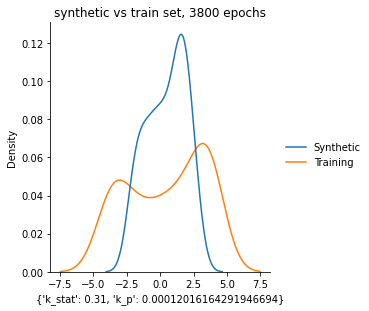 synthetic vs train set, 3800 epochs
Density
0.12
0.10
0.08
0.06
0.04
0.02
0.00
−7.5 −5.0 −2.5 0.0 2.5 5.0 7.5
{'k_stat': 0.31, 'k_p': 0.00012016164291946694}
Synthetic
Training